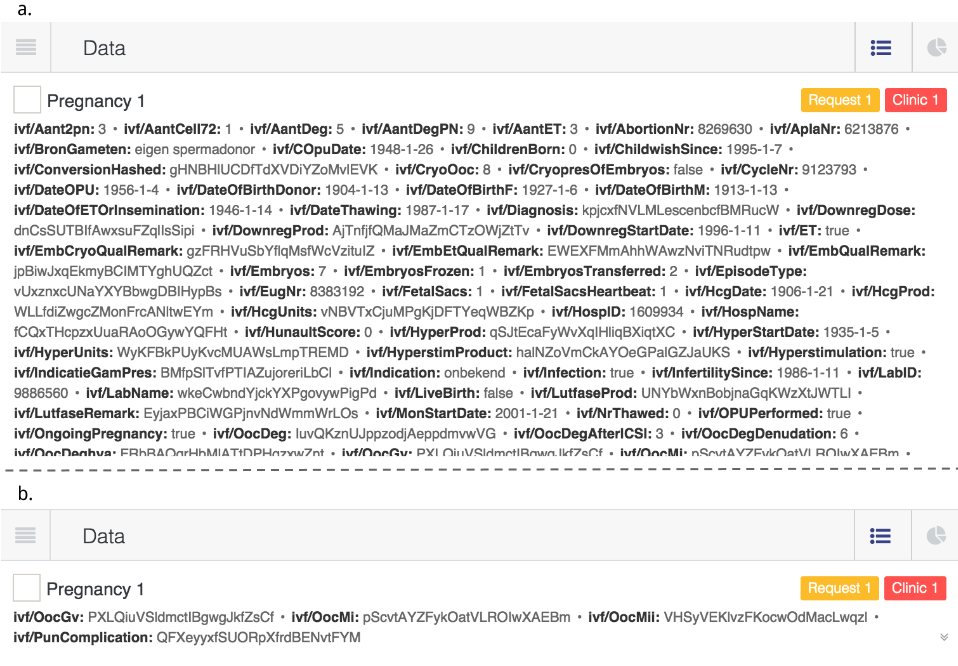 a.
Data
Pregnancy 1 Request 1 Clinic 1
ivf/Aant2pn: 3 • ivf/AantCell72: 1 • ivf/AantDeg: 5 • ivf/AantDegPN: 9 • ivf/AantET: 3 • ivf/AbortionNr: 8269630 • ivf/AplaNr: 6213876 •
ivf/BronGameten: eigen spermadonor • ivf/COpuDate: 1948-1-26 • ivf/ChildrenBorn: 0 • ivf/ChildwishSince: 1995-1-7 •
ivf/ConversionHashed: gHNBHlUCDfTdXVDiYZoMvlEVK • ivf/CryoOoc: 8 • ivf/CryopresOfEmbryos: false • ivf/CycleNr: 9123793 •
ivf/DateOPU: 1956-1-4 • ivf/DateOfBirthDonor: 1904-1-13 • ivf/DateOfBirthF: 1927-1-6 • ivf/DateOfBirthM: 1913-1-13 •
ivf/DateOfETOrInsemination: 1946-1-14 • ivf/DateThawing: 1987-1-17 • ivf/Diagnosis: kpjcxfNVLMLescenbcfBMRucW • ivf/DownregDose:
dnCsSUTBIfAwxsuFZqIlsSipi • ivf/DownregProd: AjTnfjfQMaJMaZmCTzOWjZtTv • ivf/DownregStartDate: 1996-1-11 • ivf/ET: true •
ivf/EmbCryoQualRemark: gzFRHVuSbYflqMsfWcVzituIZ • ivf/EmbEtQualRemark: EWEXFMmAhhWAwzNviTNRudtpw • ivf/EmbQualRemark:
jpBiwJxqEkmyBCIMTYghUQZct • ivf/Embryos: 7 • ivf/EmbryosFrozen: 1 • ivf/EmbryosTransferred: 2 • ivf/EpisodeType:
vUxznxcUNaYXYBbwgDBIHypBs • ivf/EugNr: 8383192 • ivf/FetalSacs: 1 • ivf/FetalSacsHeartbeat: 1 • ivf/HcgDate: 1906-1-21 • ivf/HcgProd:
WLLfdiZwgcZMonFrcANltwEYm • ivf/HcgUnits: vNBVTxCjuMPgKjDFTYeqWBZKp • ivf/HospID: 1609934 • ivf/HospName:
fCQxTHcpzxUuaRAoOGywYQFHt • ivf/HunaultScore: 0 • ivf/HyperProd: qSJtEcaFyWvXqIHliqBXiqtXC • ivf/HyperStartDate: 1935-1-5 •
ivf/HyperUnits: WyKFBkPUyKvcMUAWsLmpTREMD • ivf/HyperstimProduct: halNZoVmCkAYOeGPalGZJaUKS • ivf/Hyperstimulation: true •
ivf/IndicatieGamPres: BMfpSlTvfPTIAZujoreriLbCl • ivf/Indication: onbekend • ivf/Infection: true • ivf/InfertilitySince: 1986-1-11 • ivf/LabID:
9886560 • ivf/LabName: wkeCwbndYjckYXPgovywPigPd • ivf/LiveBirth: false • ivf/LutfaseProd: UNYbWxnBobjnaGqKWzXtJWTLl •
ivf/LutfaseRemark: EyjaxPBCiWGPjnvNdWmmWrLOs • ivf/MonStartDate: 2001-1-21 • ivf/NrThawed: 0 • ivf/OPUPerformed: true •
ivf/OngoingPregnancy: true • ivf/OocDeg: luvQKznUJppzodjAeppdmvwVG • ivf/OocDegAfterICSI: 3 • ivf/OocDegDenudation: 6 •
ivf/OocGv: PXLQiuVSldmctIBgwgJkfZsCf • ivf/OocMi: pScvtAYZFykOatVLROlwXAEBm •
b.
Data
Pregnancy 1 Request 1 Clinic 1
ivf/OocGv: PXLQiuVSldmctIBgwgJkfZsCf • ivf/OocMi: pScvtAYZFykOatVLROlwXAEBm • ivf/OocMii: VHSyVEKlvzFKocwOdMacLwqzl •
ivf/PunComplication: QFXeyyxfSUORpXfrdBENvtFYM